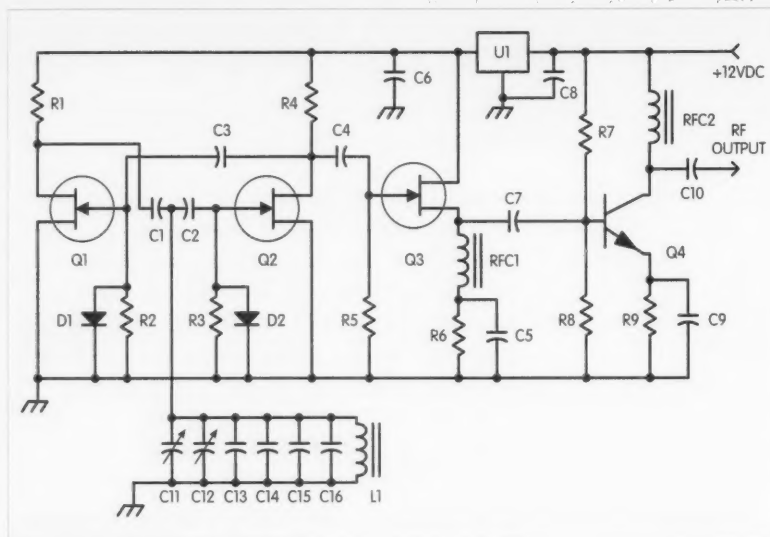 U1
+12VDC
R1
R4
C6
C8
RFC2
R7
RF
OUTPUT
C3
C4
C10
C7
C1
C2
Q1
Q2
Q3
Q4
RFC1
D1
R2
R3
D2
R5
R6
C5
R8
R9
C9
C11
C12
C13
C14
C15
C16
L1